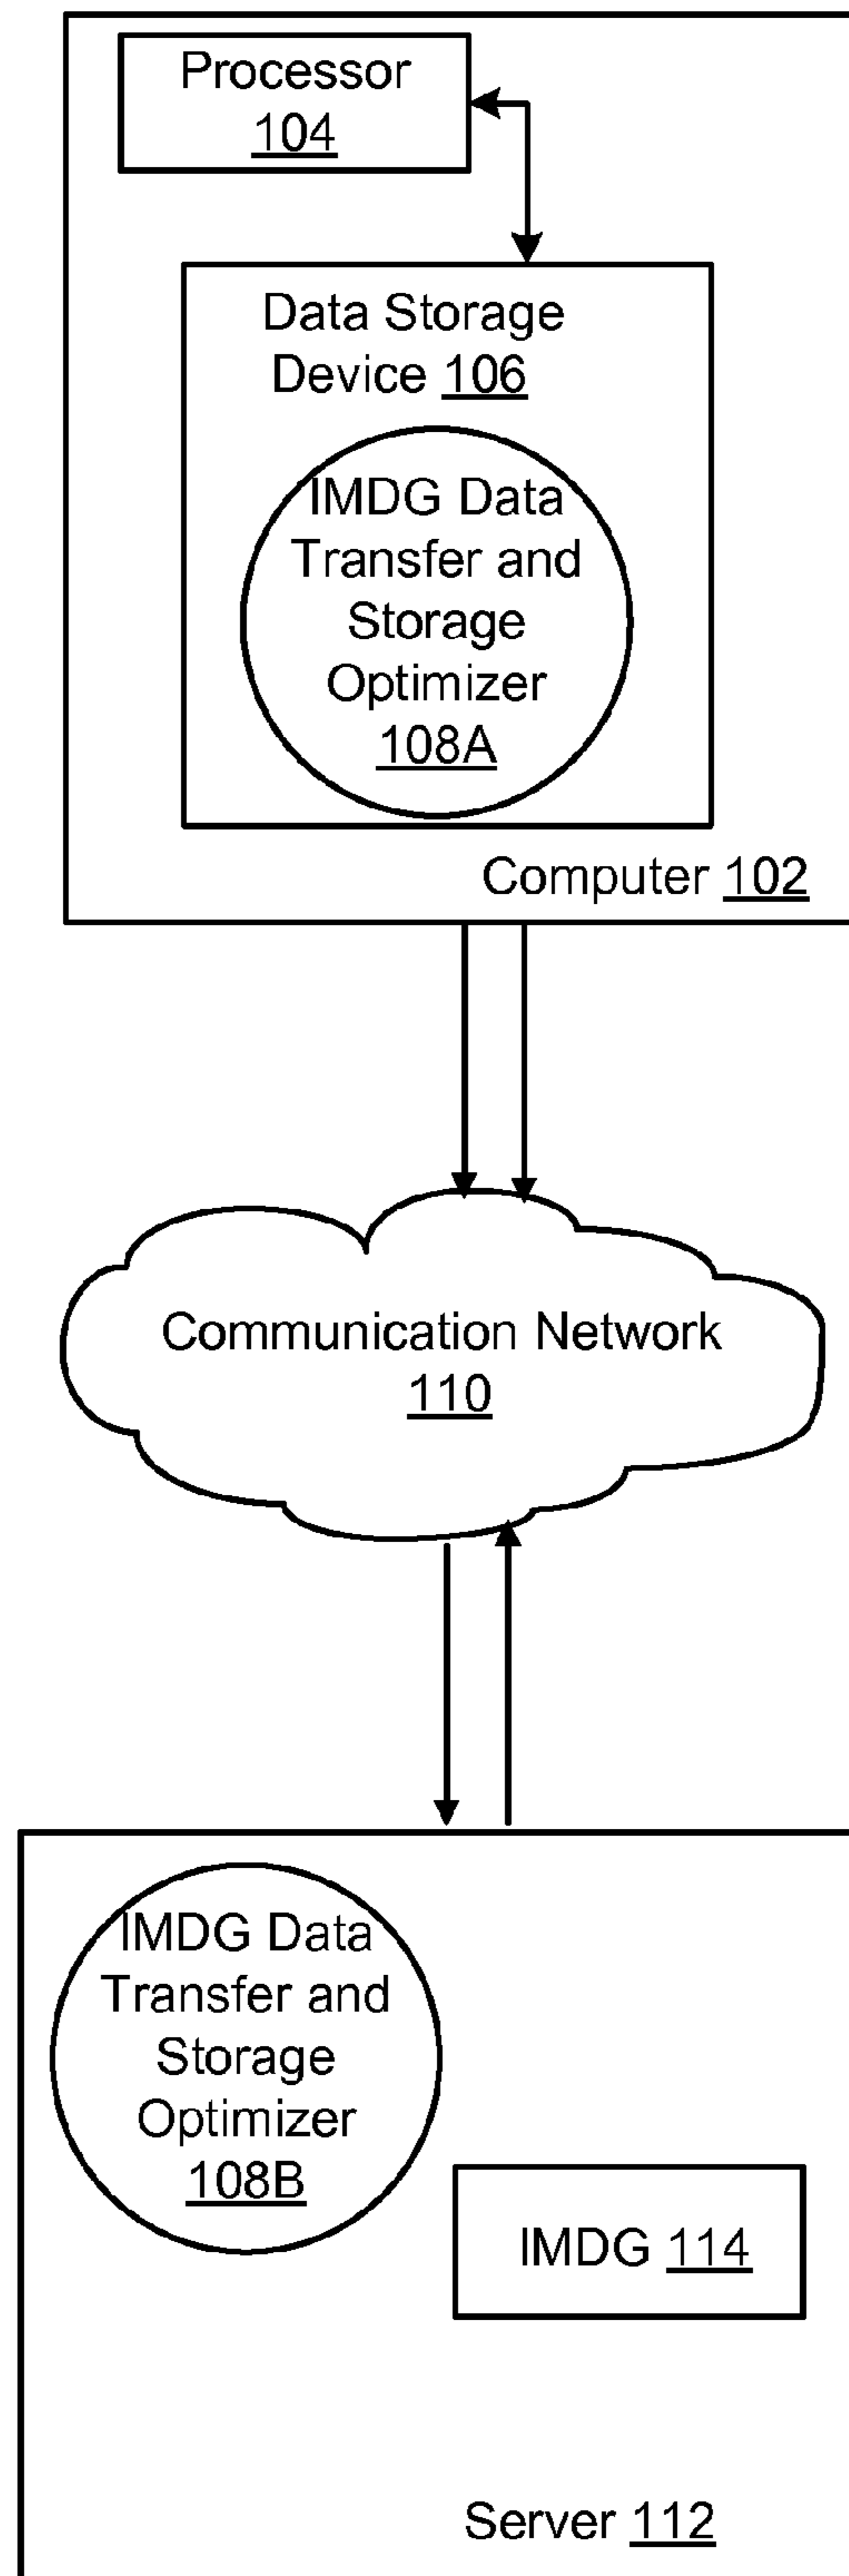 Processor
104
Data Storage
Device 106
IMDG Data
Transfer and
Storage
Optimizer
108A
Computer 102
Communication Network
110
IMDG Data
Transfer and
Storage
Optimizer
108B
IMDG 114
Server 112